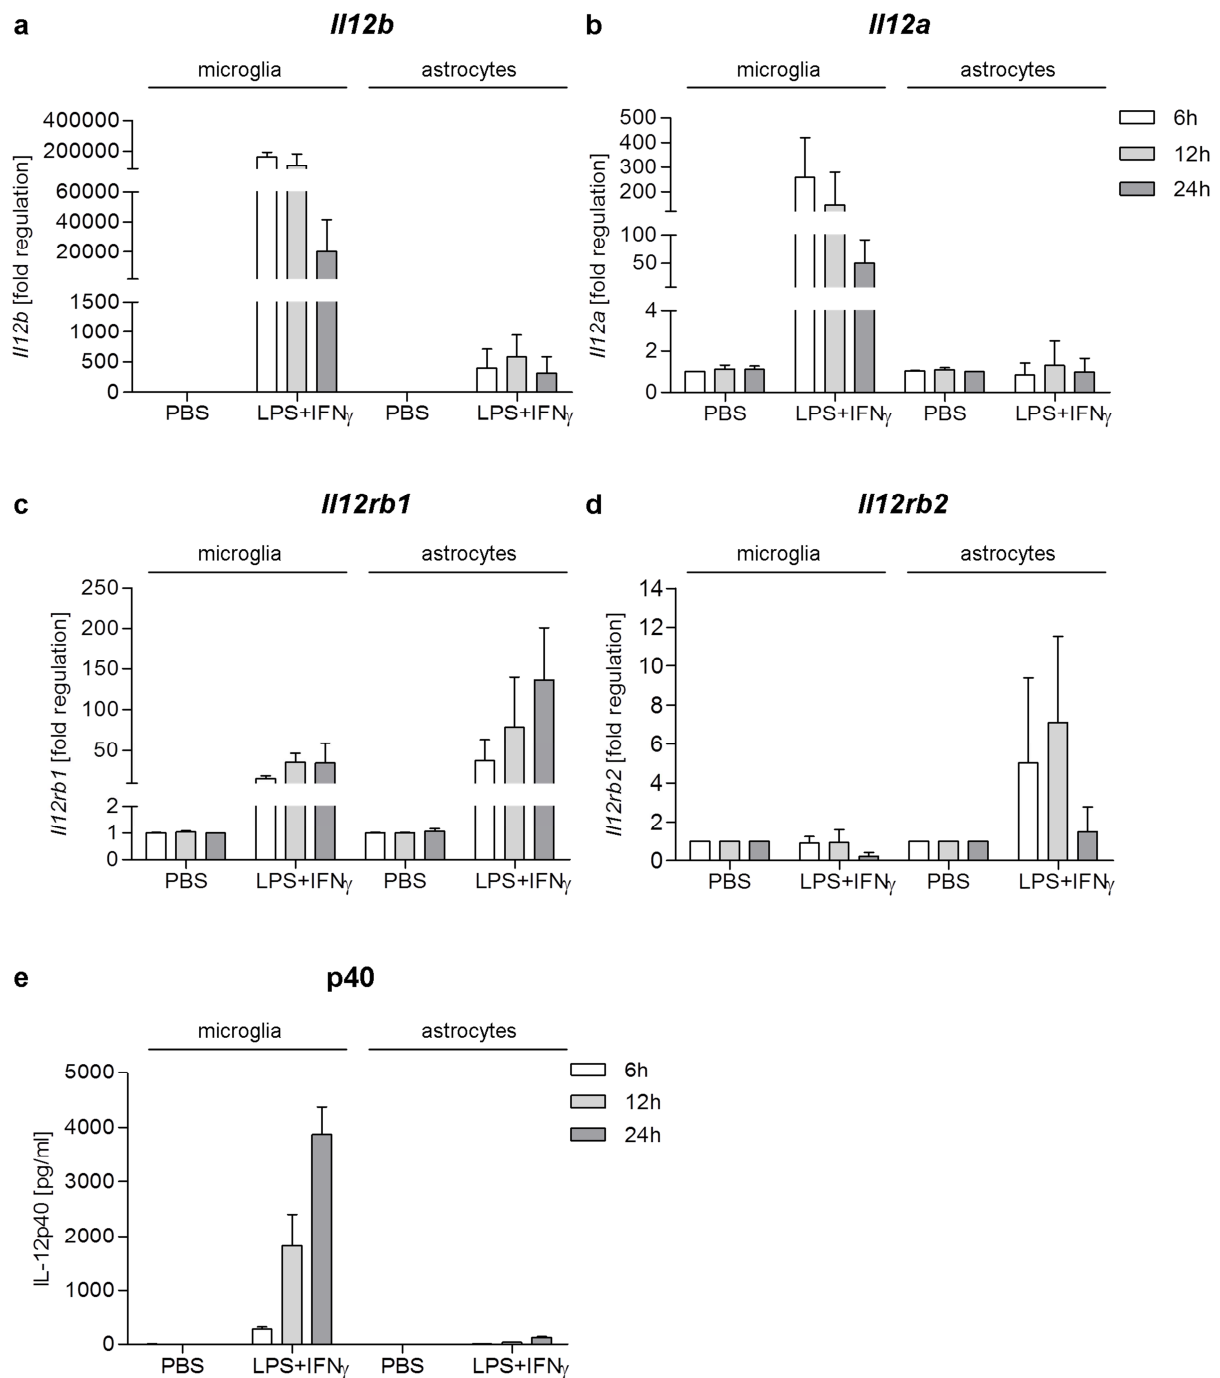 a Il12b
microglia astrocytes
Il12b [fold regulation]
400000
200000
60000
40000
20000
1500
1000
500
0
PBS LPS+IFNγ PBS LPS+IFNγ
b Il12a
microglia astrocytes
Il12a [fold regulation]
500
400
300
200
100
50
4
2
0
PBS LPS+IFNγ PBS LPS+IFNγ
6h
12h
24h
c Il12rb1
microglia astrocytes
Il12rb1 [fold regulation]
250
200
150
100
50
2
1
0
PBS LPS+IFNγ PBS LPS+IFNγ
d Il12rb2
microglia astrocytes
Il12rb2 [fold regulation]
14
12
10
8
6
4
2
0
PBS LPS+IFNγ PBS LPS+IFNγ
e p40
microglia astrocytes
IL-12p40 [pg/ml]
5000
4000
3000
2000
1000
0
PBS LPS+IFNγ PBS LPS+IFNγ
6h
12h
24h